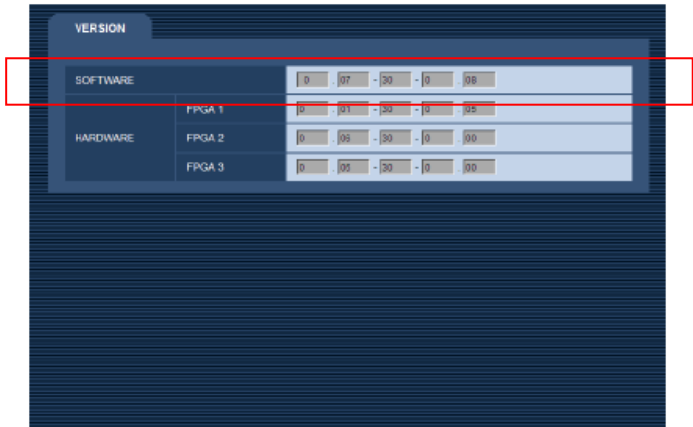 VERSION
SOFTWARE 0 . 07 - 30 - 0 . 08
FPGA 1 0 . 01 - 30 - 0 . 05
HARDWARE FPGA 2 0 . 06 - 30 - 0 . 00
FPGA 3 0 . 05 - 30 - 0 . 00